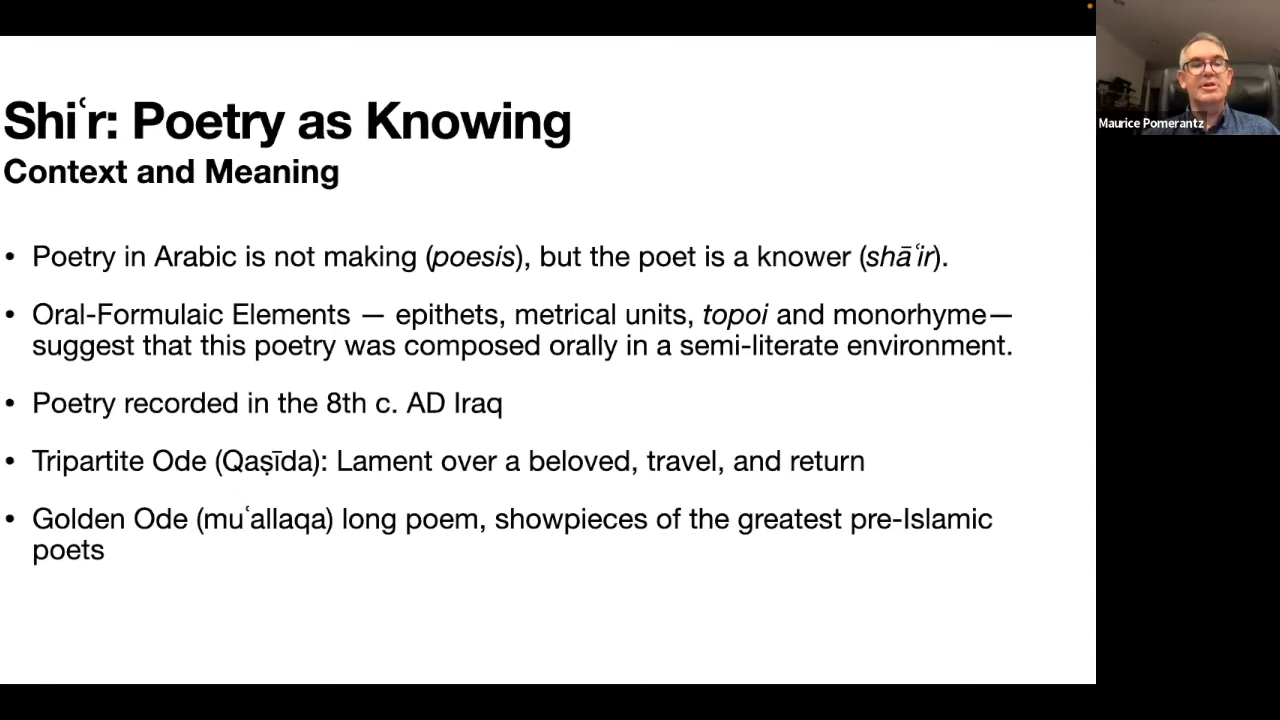 Shiʿr: Poetry as Knowing
Context and Meaning
• Poetry in Arabic is not making (poesis), but the poet is a knower (shāʿir).
• Oral-Formulaic Elements — epithets, metrical units, topoi and monorhyme—
suggest that this poetry was composed orally in a semi-literate environment.
• Poetry recorded in the 8th c. AD Iraq
• Tripartite Ode (Qaṣīda): Lament over a beloved, travel, and return
• Golden Ode (muʿallaqa) long poem, showpieces of the greatest pre-Islamic
poets
Maurice Pomerantz